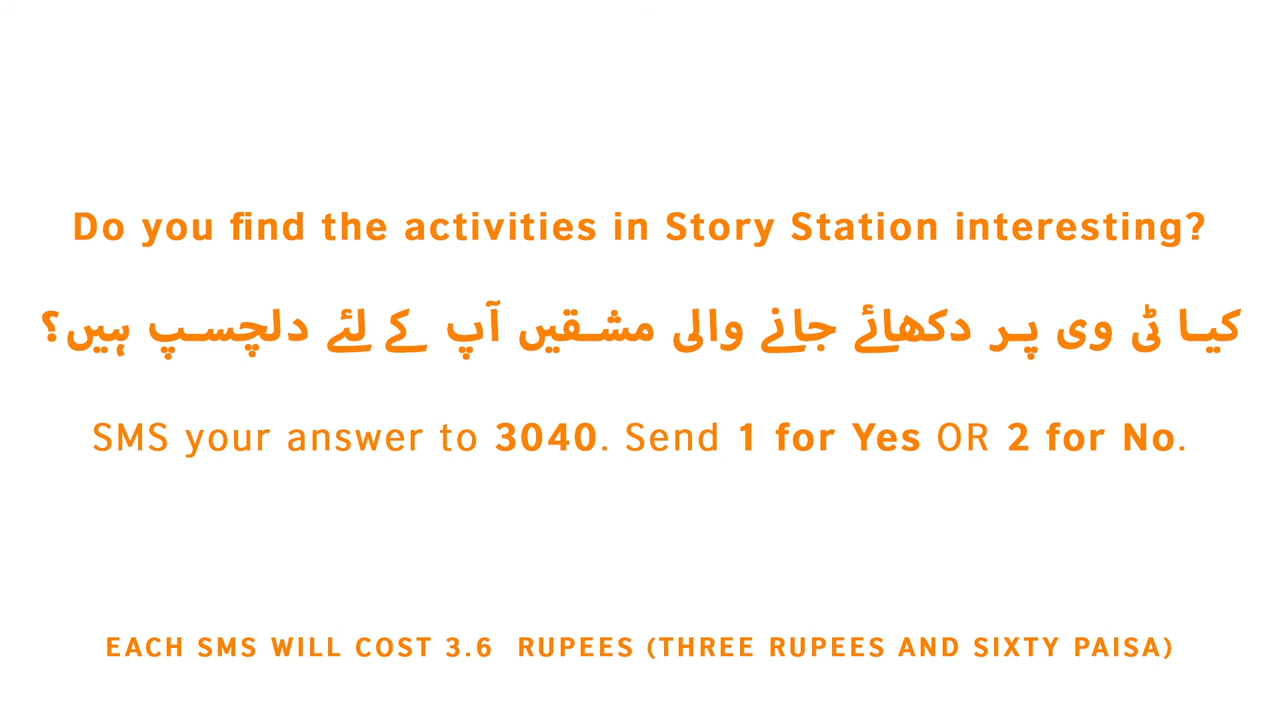 Do you find the activities in Story Station interesting?
کیا ٹی وی پر دکھائے جانے والی مشقیں آپ کے لئے دلچسپ ہیں؟
SMS your answer to 3040. Send 1 for Yes OR 2 for No.
EACH SMS WILL COST 3.6 RUPEES (THREE RUPEES AND SIXTY PAISA)